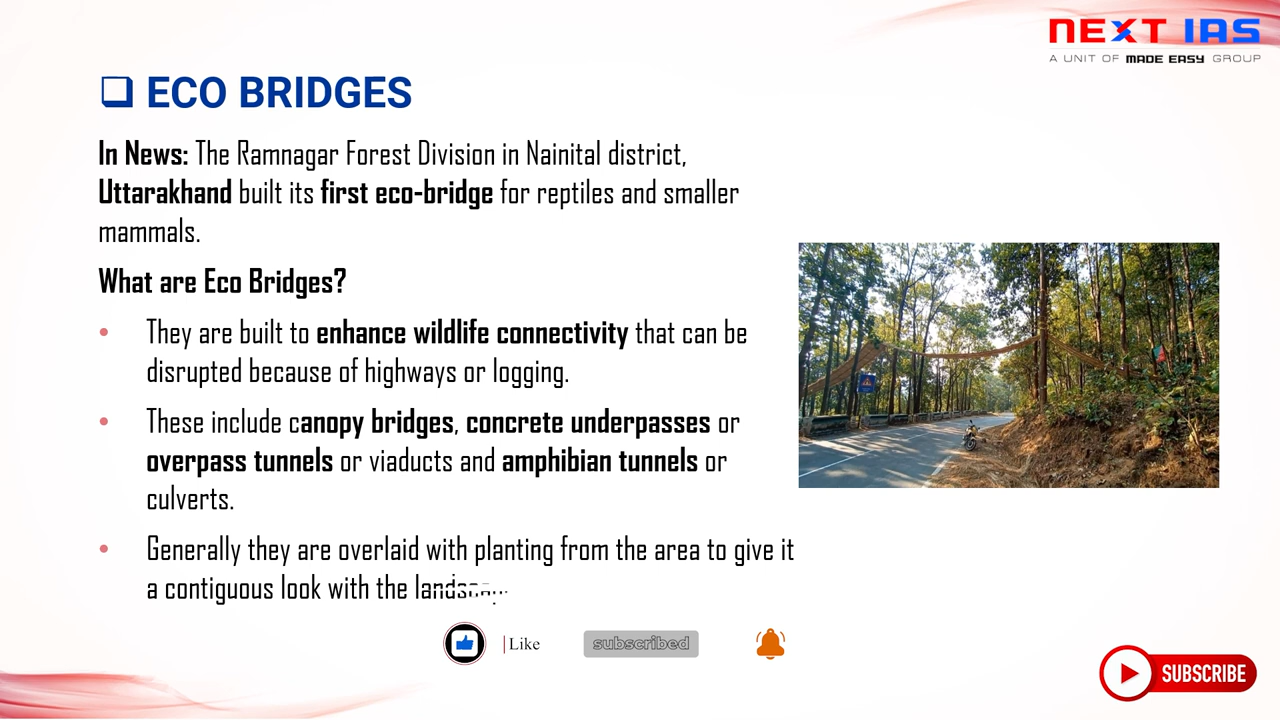 NEXT IAS
A UNIT OF MADE EASY GROUP
ECO BRIDGES
In News: The Ramnagar Forest Division in Nainital district,
Uttarakhand built its first eco-bridge for reptiles and smaller
mammals.
What are Eco Bridges?
• They are built to enhance wildlife connectivity that can be
disrupted because of highways or logging.
• These include canopy bridges, concrete underpasses or
overpass tunnels or viaducts and amphibian tunnels or
culverts.
• Generally they are overlaid with planting from the area to give it
a contiguous look with the
Like
subscribed
SUBSCRIBE